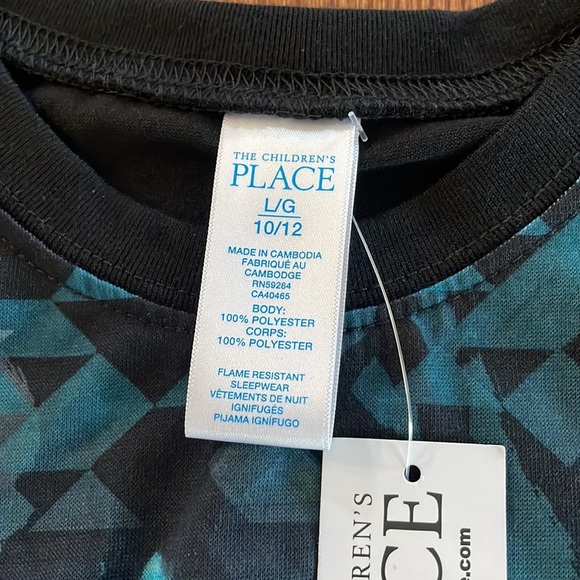 THE CHILDREN'S
PLACE
L/G
10/12
MADE IN CAMBODIA
FABRIQUÉ AU
CAMBODGE
RN59284
CA40465
BODY:
100% POLYESTER
CORPS:
100% POLYESTER
FLAME RESISTANT
SLEEPWEAR
VÊTEMENTS DE NUIT
IGNIFUGÉS
PIJAMA IGNÍFUGO
REN'S
CE
e.com